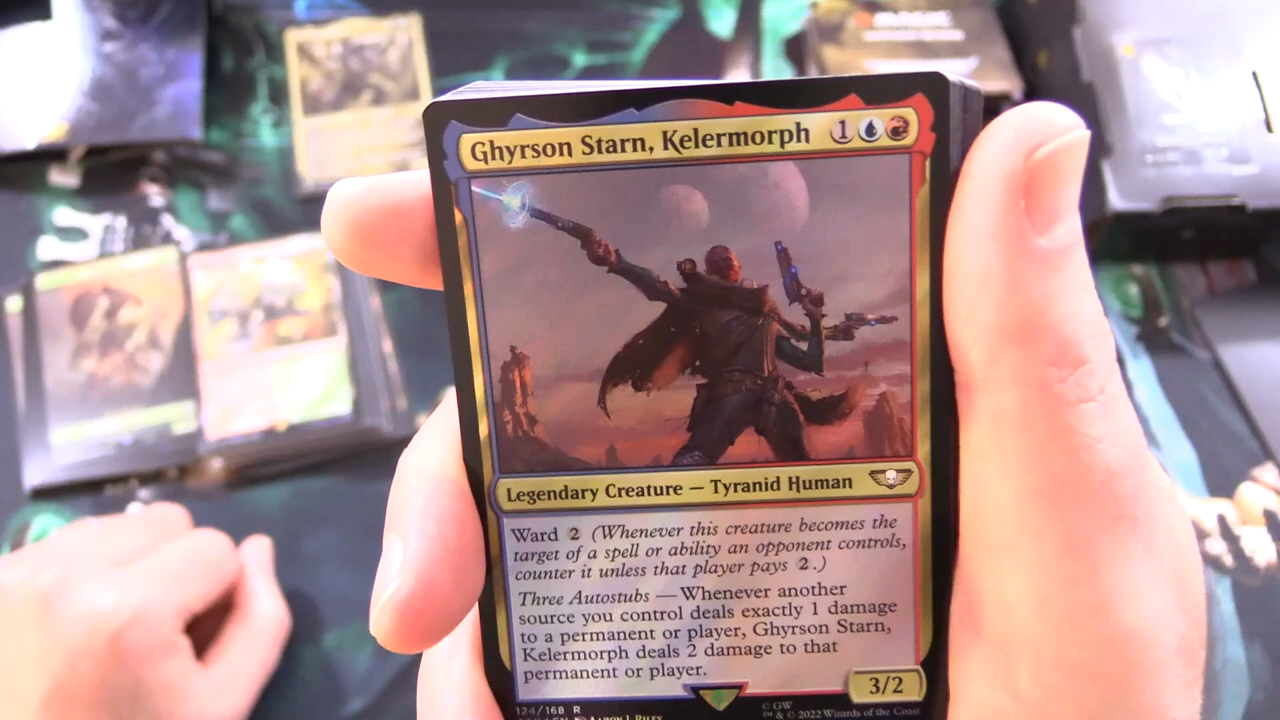 Ghyrson Starn, Kelermorph 1
Legendary Creature — Tyranid Human
Ward 2 (Whenever this creature becomes the
target of a spell or ability an opponent controls,
counter it unless that player pays 2.)
Three Autostubs — Whenever another
source you control deals exactly 1 damage
to a permanent or player, Ghyrson Starn,
Kelermorph deals 2 damage to that
permanent or player.
3/2
124/168 R
© GW
™ & © 2022 Wizards of the Coast